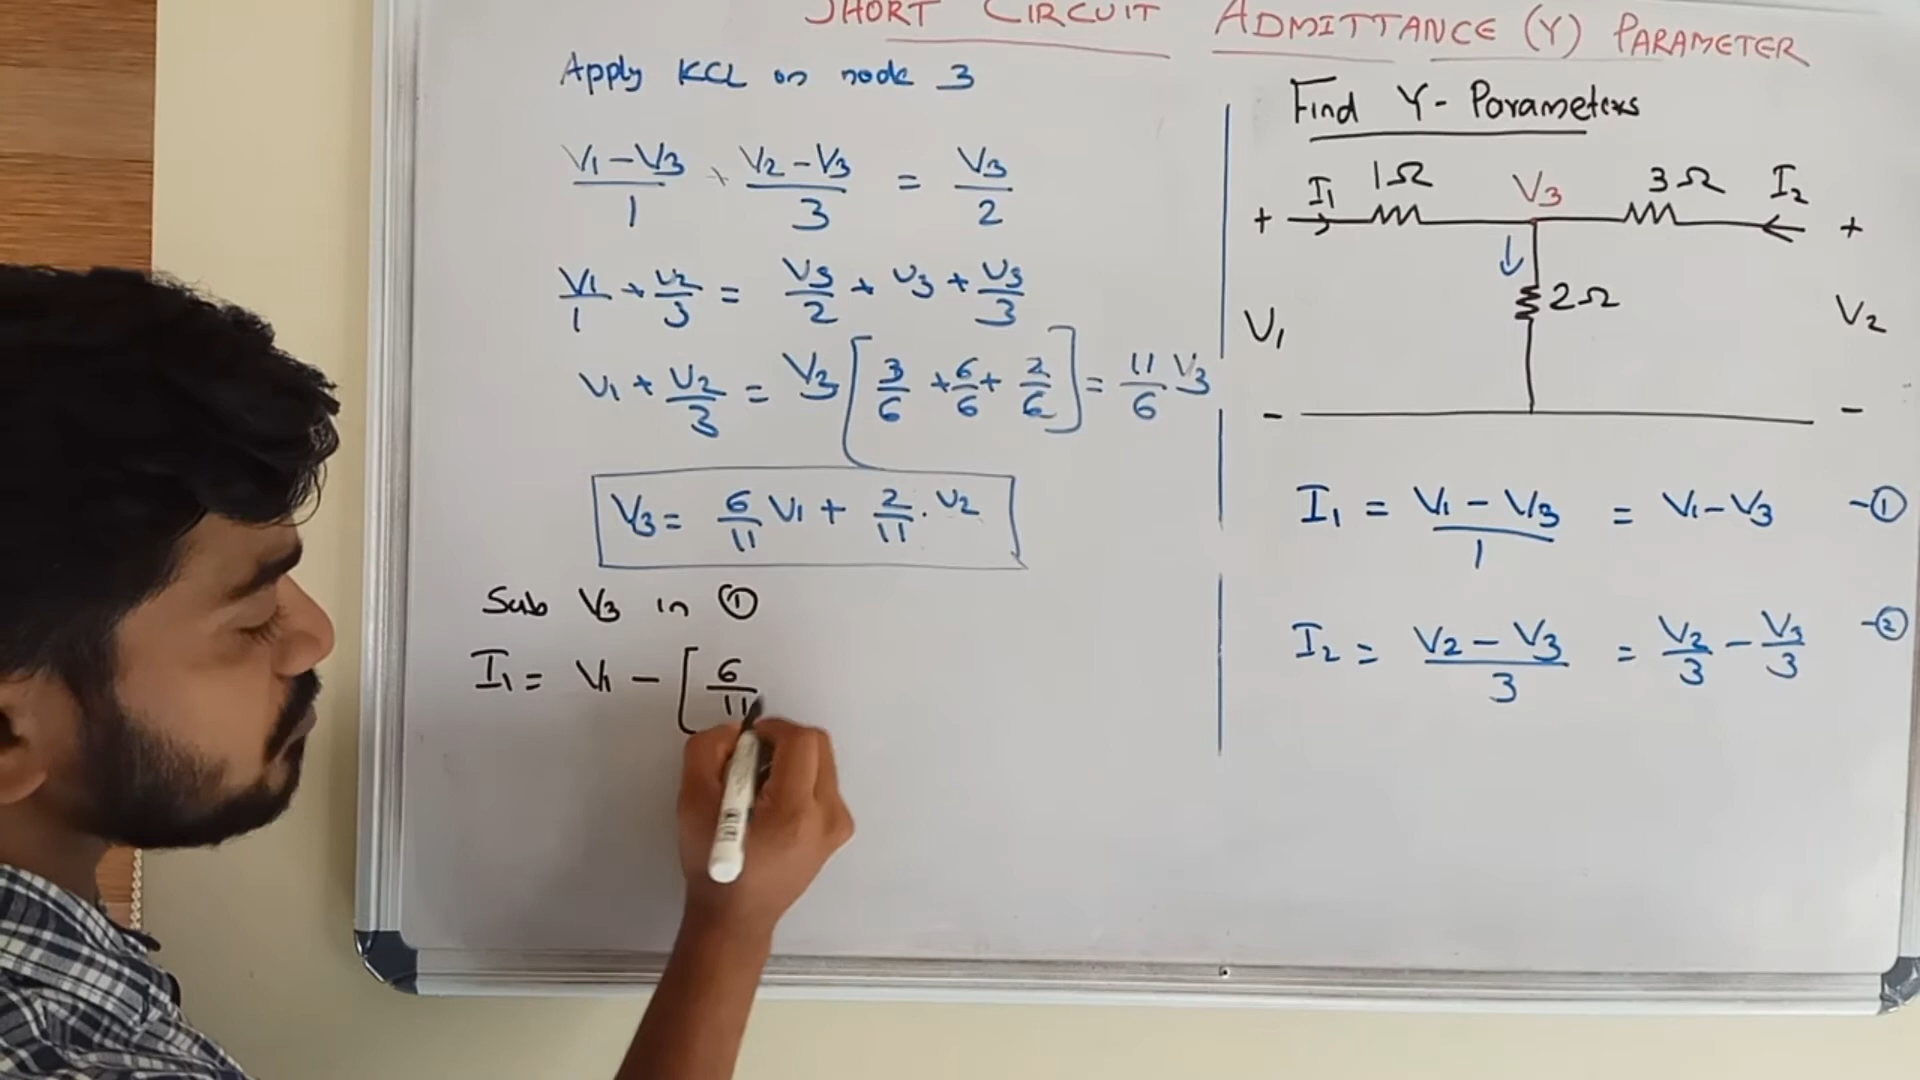 SHORT CIRCUIT ADMITTANCE (Y) PARAMETER
Apply KCL on node 3
V1 - V3 / 1 + V2 - V3 / 3 = V3 / 2
V1 / 1 + V2 / 3 = V3 / 2 + V3 + V3 / 3
V1 + V2 / 3 = V3 [ 3/6 + 6/6 + 2/6 ] = 11/6 V3
V3 = 6/11 V1 + 2/11 . V2
Sub V3 in ①
I1 = V1 - [ 6/11
Find Y - Parameters
I1 1Ω V3 3Ω I2
+ +
2Ω
V1 V2
- -
I1 = V1 - V3 / 1 = V1 - V3 - ①
I2 = V2 - V3 / 3 = V2 / 3 - V3 / 3 - ②